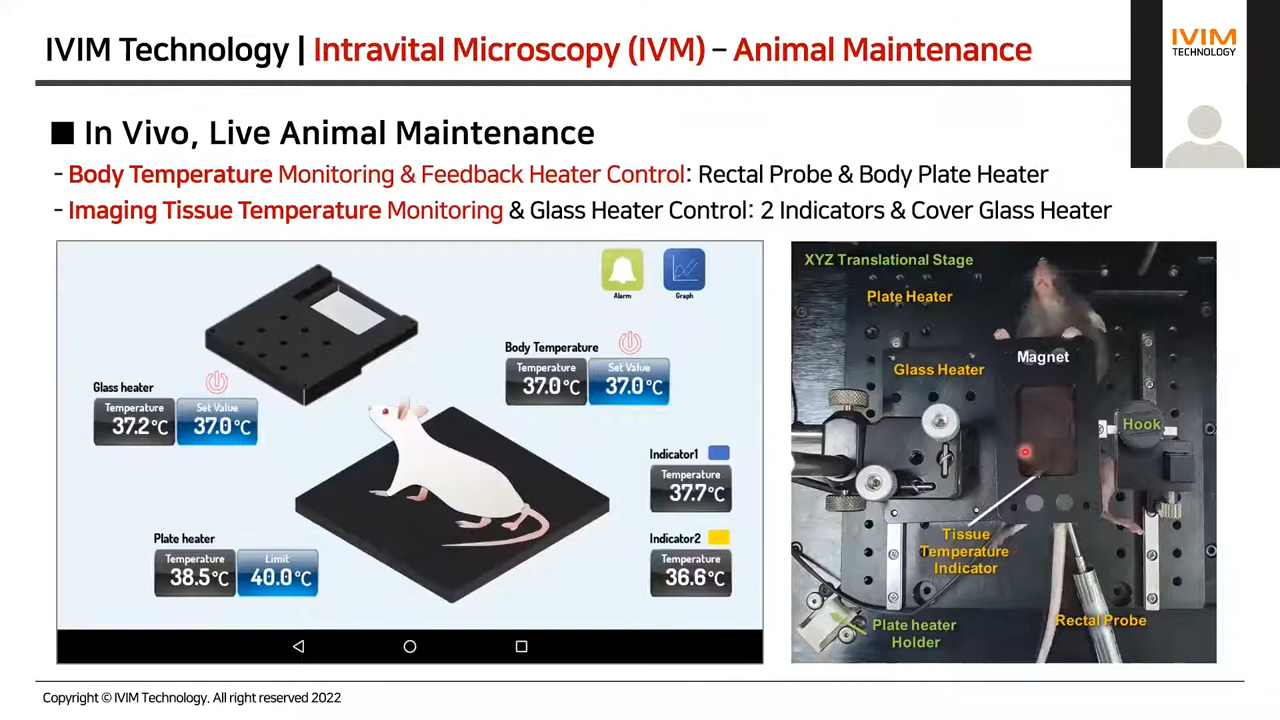 IVIM Technology | Intravital Microscopy (IVM) – Animal Maintenance
IVIM
TECHNOLOGY
■ In Vivo, Live Animal Maintenance
- Body Temperature Monitoring & Feedback Heater Control: Rectal Probe & Body Plate Heater
- Imaging Tissue Temperature Monitoring & Glass Heater Control: 2 Indicators & Cover Glass Heater
Alarm
Graph
Body Temperature
Temperature
37.0°C
Set Value
37.0°C
Glass heater
Temperature
37.2°C
Set Value
37.0°C
Indicator1
Temperature
37.7°C
Plate heater
Temperature
38.5°C
Limit
40.0°C
Indicator2
Temperature
36.6°C
XYZ Translational Stage
Plate Heater
Magnet
Glass Heater
Hook
Tissue
Temperature
Indicator
Rectal Probe
Plate heater
Holder
Copyright © IVIM Technology. All right reserved 2022